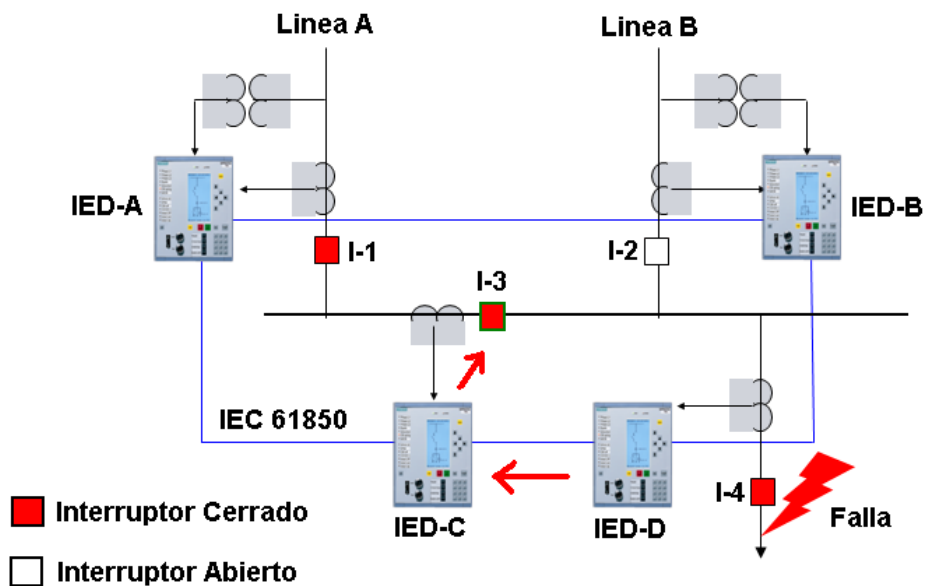 Linea A
Linea B
IED-A
IED-B
I-1
I-2
I-3
IEC 61850
I-4
Falla
IED-C
IED-D
Interruptor Cerrado
Interruptor Abierto